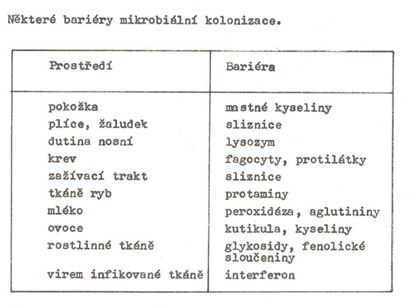 Některé bariéry mikrobiální kolonizace.
Prostředí Bariéra
pokožka mastné kyseliny
plíce, žaludek sliznice
dutina nosní lysozym
krev fagocyty, protilátky
zažívací trakt sliznice
tkáně ryb protaminy
mléko peroxidáza, aglutininy
ovoce kutikula, kyseliny
rostlinné tkáně glykosidy, fenolické
sloučeniny
virem infikované tkáně interferon